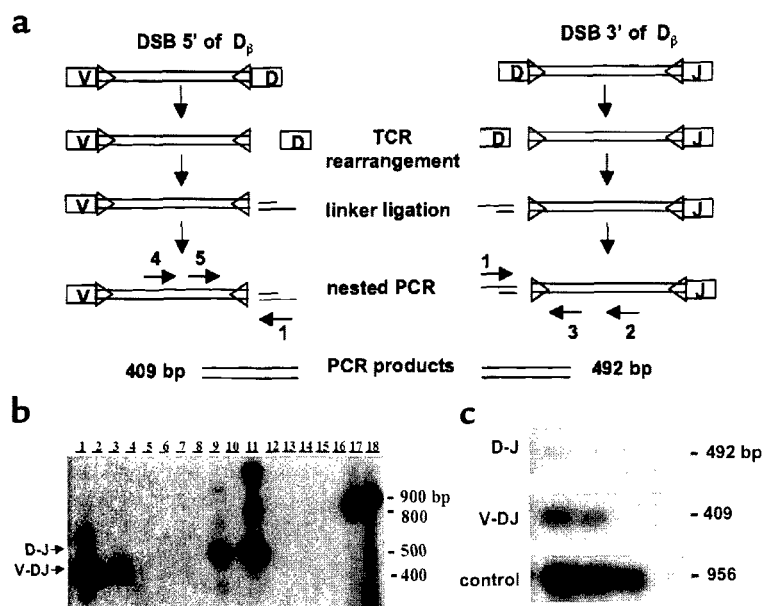 a
DSB 5' of Dβ
DSB 3' of Dβ
V D D J
V D TCR D J
rearrangement
V linker ligation J
4 5 1
V nested PCR J
1 3 2
409 bp PCR products 492 bp
b c
1 2 3 4 5 6 7 8 9 10 11 12 13 14 15 16 17 18
D-J - 492 bp
- 900 bp
- 800
V-DJ - 409
D-J - 500
V-DJ - 400
control - 956